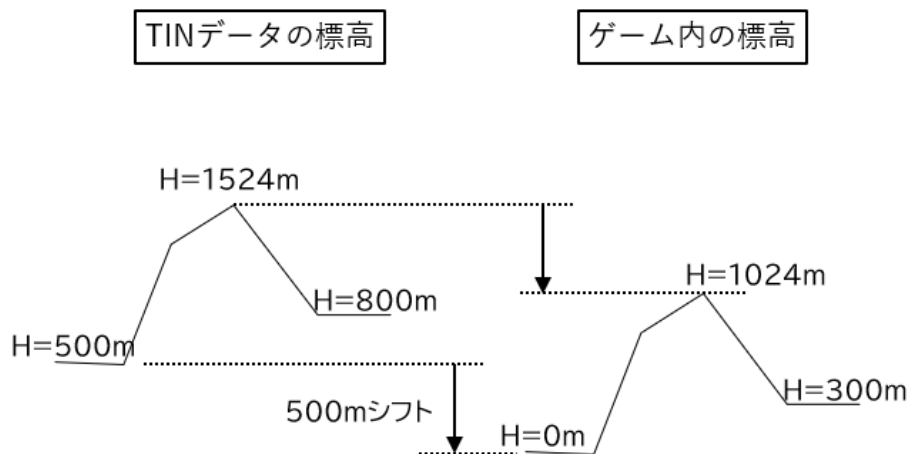 TINデータの標高
ゲーム内の標高
H=1524m
H=1024m
H=800m
H=500m
H=300m
500mシフト
H=0m